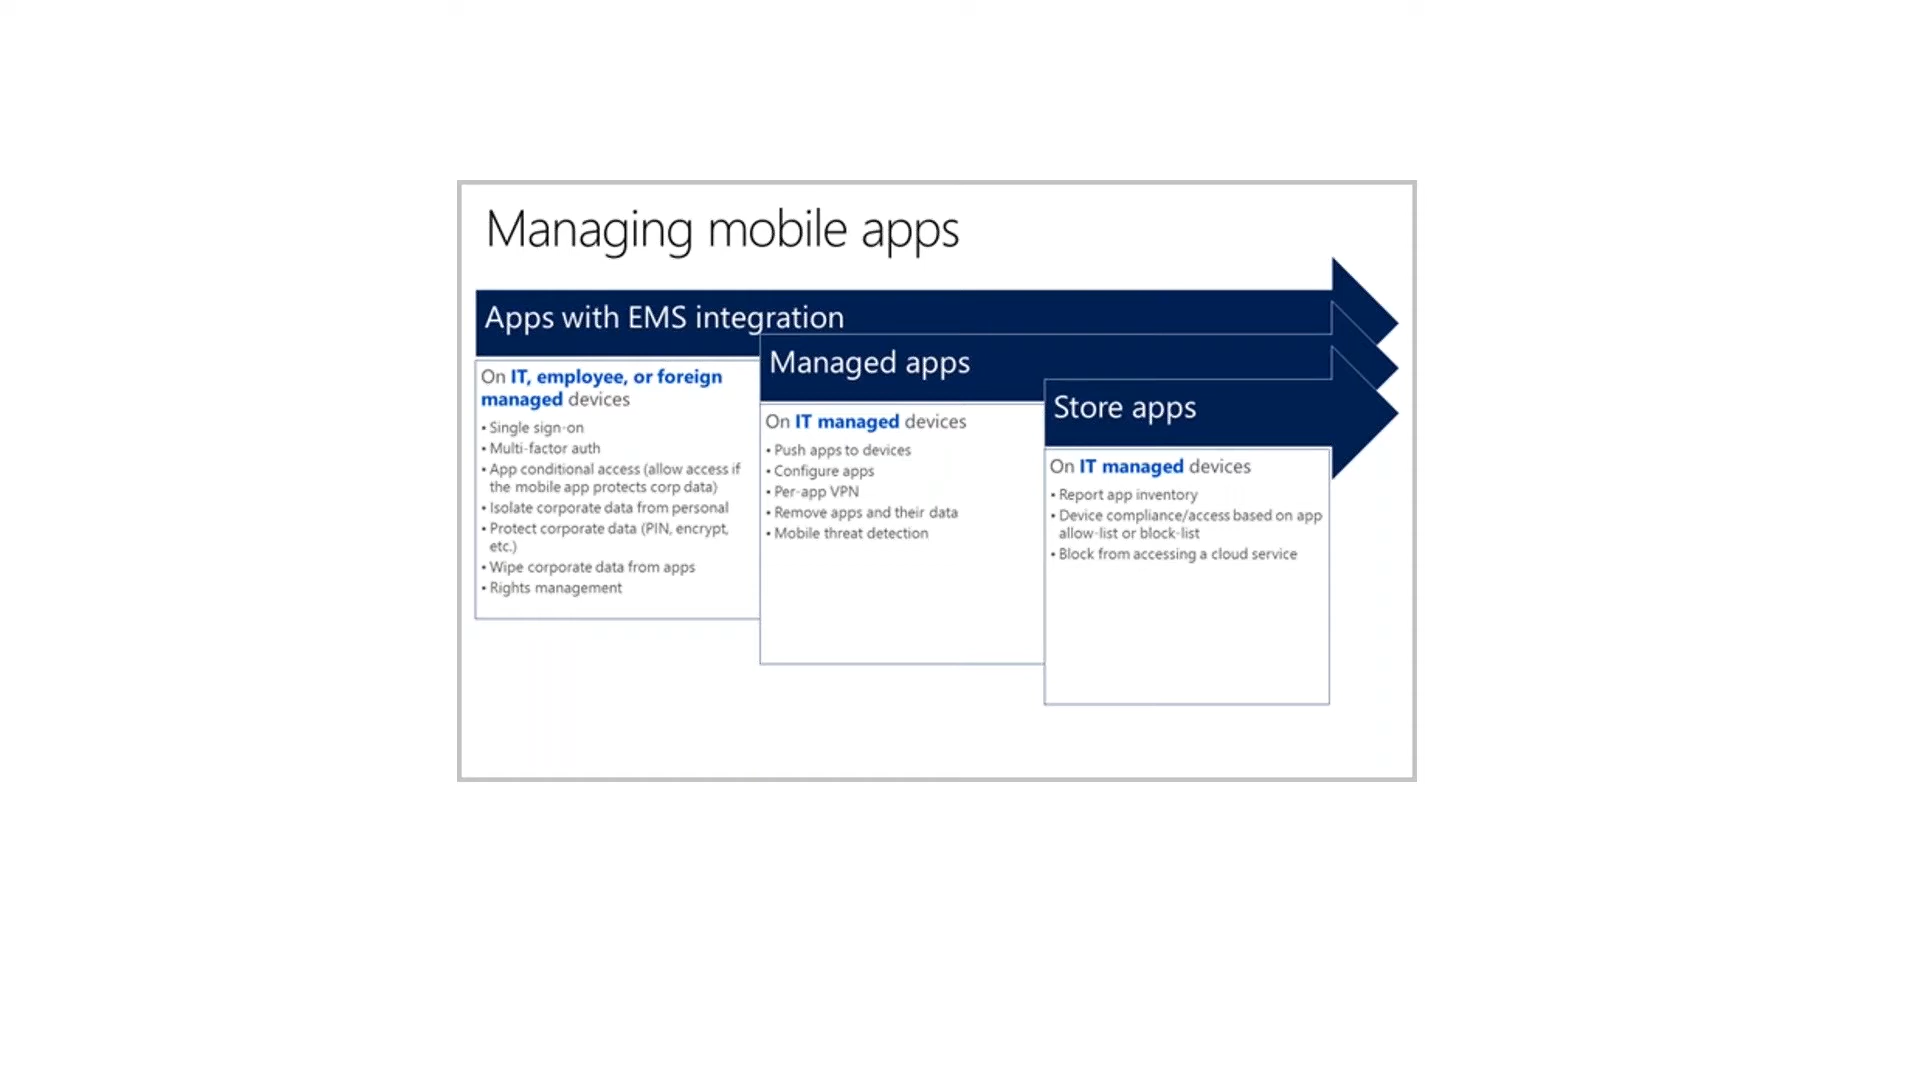 Managing mobile apps
Apps with EMS integration
On IT, employee, or foreign
managed devices
• Single sign-on
• Multi-factor auth
• App conditional access (allow access if
the mobile app protects corp data)
• Isolate corporate data from personal
• Protect corporate data (PIN, encrypt,
etc.)
• Wipe corporate data from apps
• Rights management
Managed apps
On IT managed devices
• Push apps to devices
• Configure apps
• Per-app VPN
• Remove apps and their data
• Mobile threat detection
Store apps
On IT managed devices
• Report app inventory
• Device compliance/access based on app
allow-list or block-list
• Block from accessing a cloud service